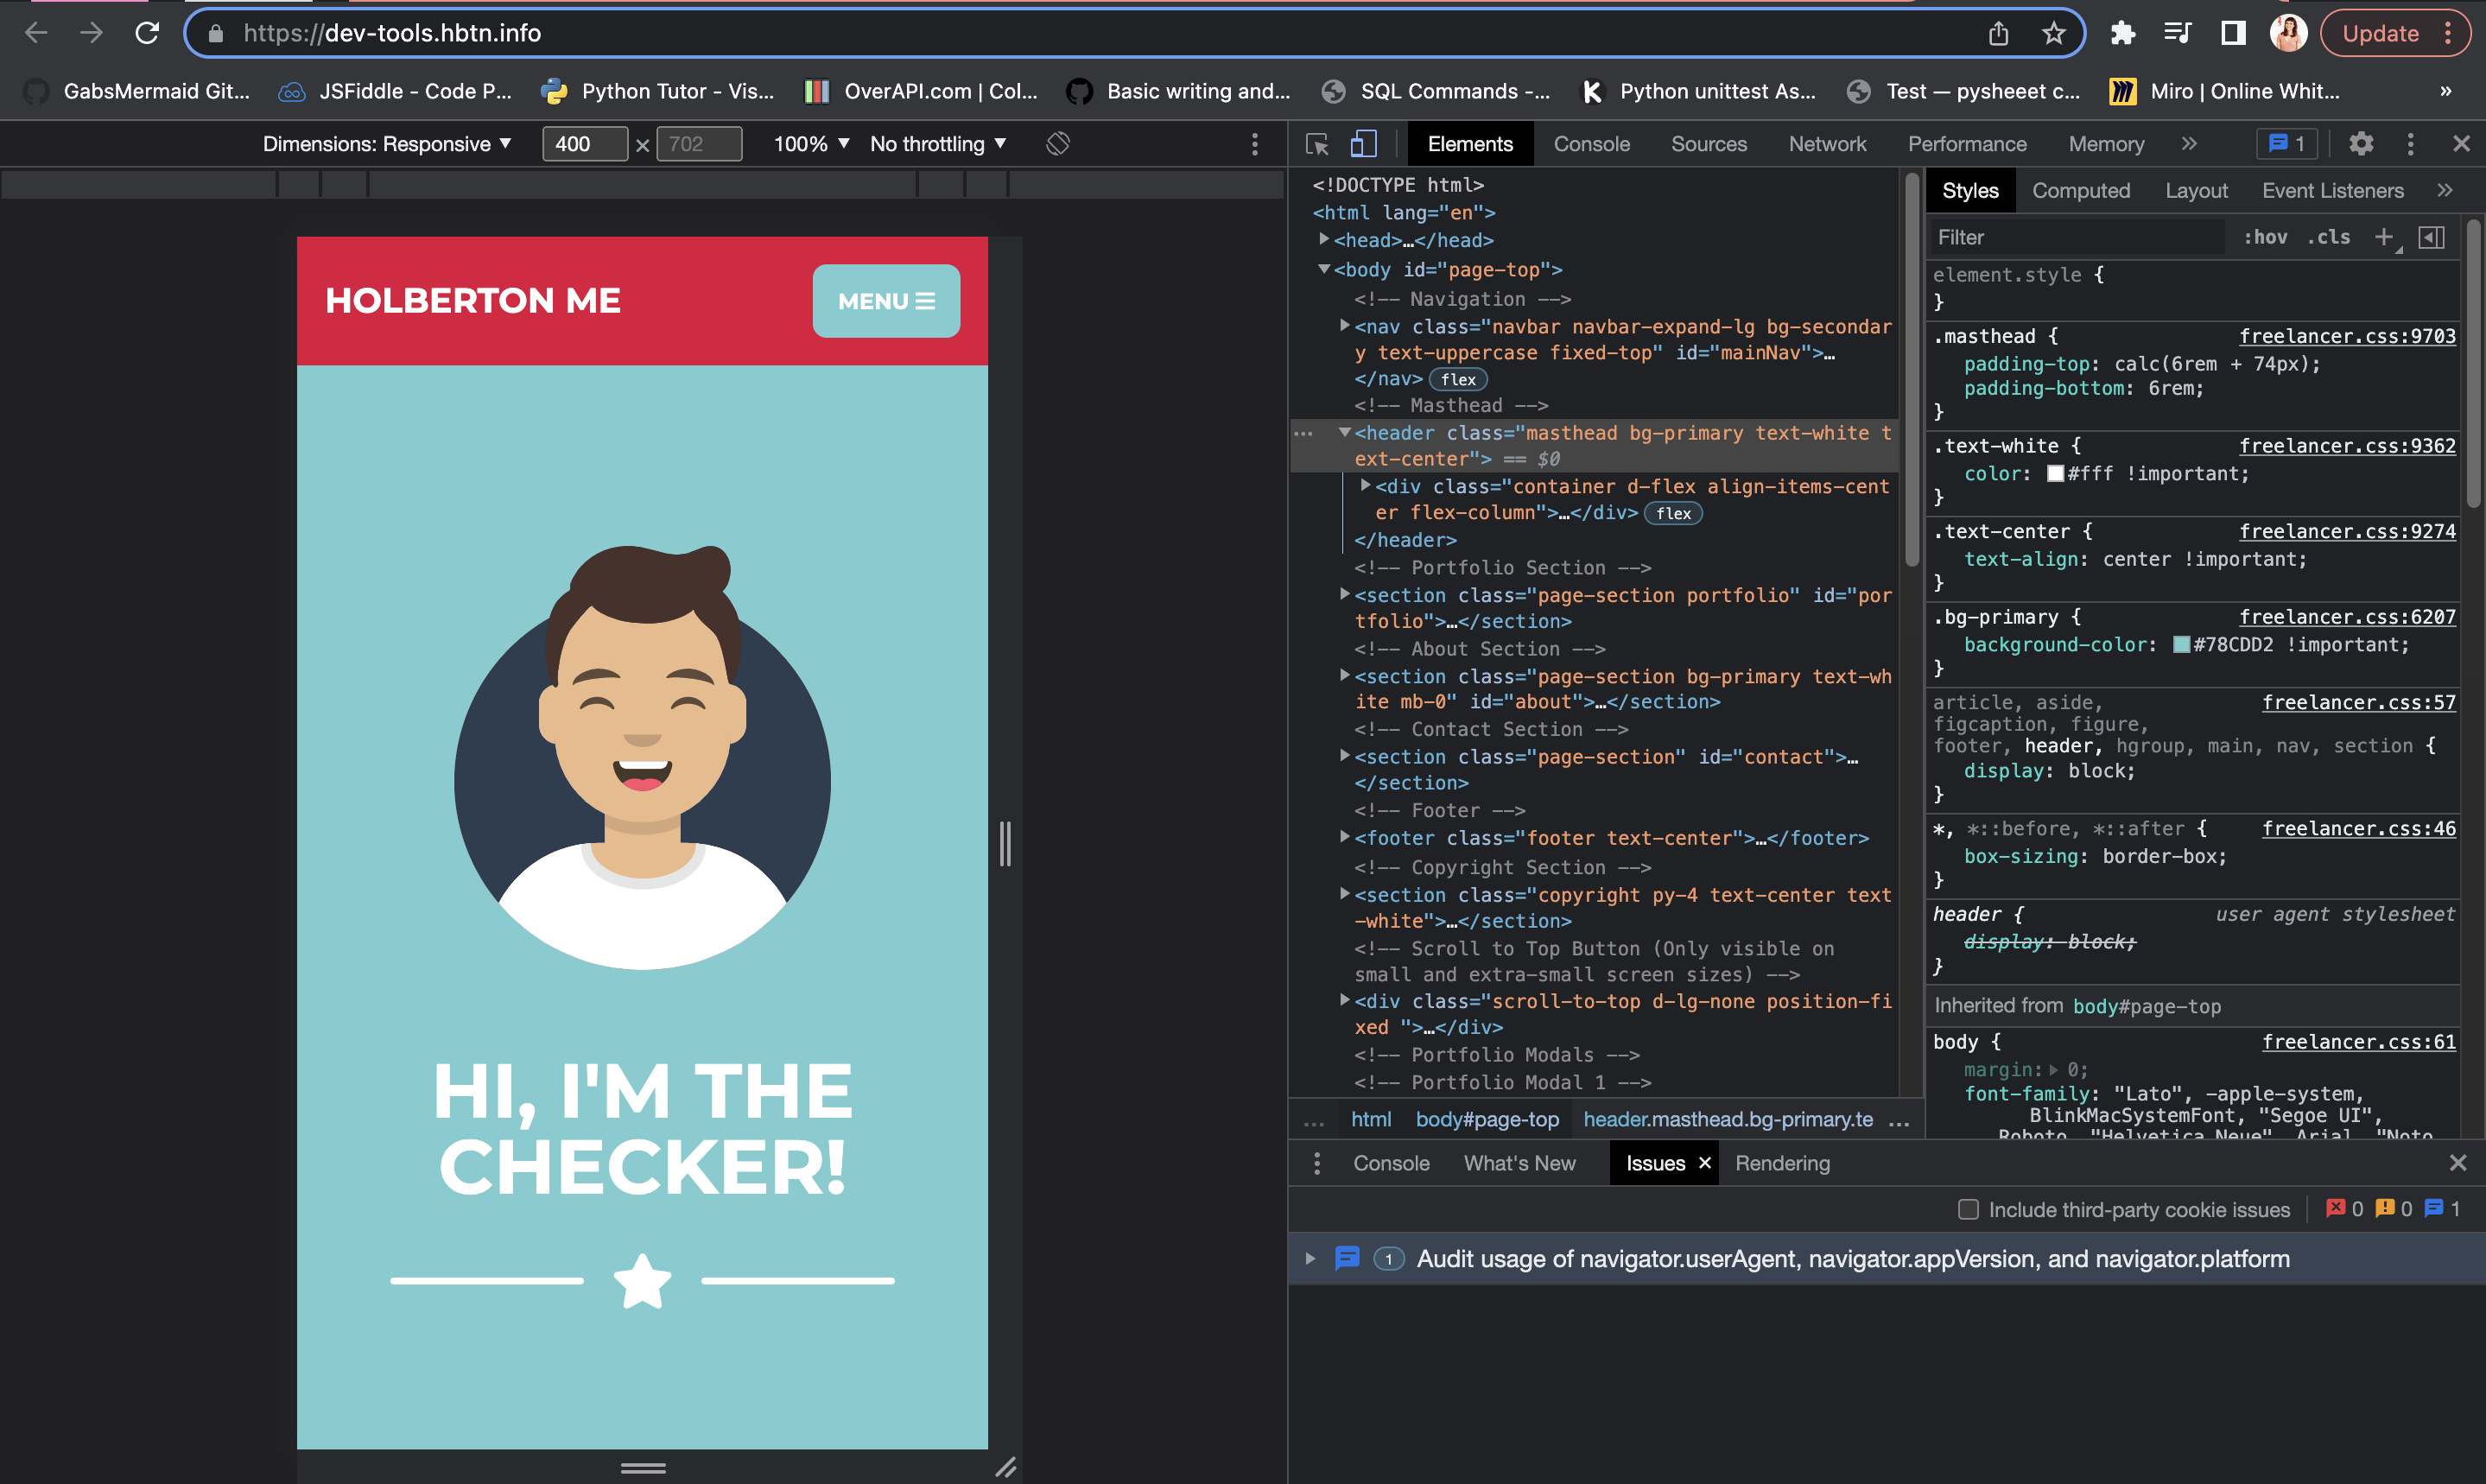 https://dev-tools.hbtn.info
Update
GabsMermaid Git...
JSFiddle - Code P...
Python Tutor - Vis...
OverAPI.com | Col...
Basic writing and...
SQL Commands -...
Python unittest As...
Test — pysheeet c...
Miro | Online Whit...
»
Dimensions: Responsive
400
×
702
100%
No throttling
Elements
Console
Sources
Network
Performance
Memory
»
1
HOLBERTON ME
MENU
HI, I'M THE
CHECKER!
<!DOCTYPE html>
<html lang="en">
<head>…</head>
<body id="page-top">
<!-- Navigation -->
<nav class="navbar navbar-expand-lg bg-secondar
y text-uppercase fixed-top" id="mainNav">…
</nav> flex
<!-- Masthead -->
<header class="masthead bg-primary text-white t
ext-center"> == $0
<div class="container d-flex align-items-cent
er flex-column">…</div> flex
</header>
<!-- Portfolio Section -->
<section class="page-section portfolio" id="por
tfolio">…</section>
<!-- About Section -->
<section class="page-section bg-primary text-wh
ite mb-0" id="about">…</section>
<!-- Contact Section -->
<section class="page-section" id="contact">…
</section>
<!-- Footer -->
<footer class="footer text-center">…</footer>
<!-- Copyright Section -->
<section class="copyright py-4 text-center text
-white">…</section>
<!-- Scroll to Top Button (Only visible on
small and extra-small screen sizes) -->
<div class="scroll-to-top d-lg-none position-fi
xed ">…</div>
<!-- Portfolio Modals -->
<!-- Portfolio Modal 1 -->
... html body#page-top header.masthead.bg-primary.te ...
Styles
Computed
Layout
Event Listeners
»
Filter
:hov .cls
element.style {
}
.masthead { freelancer.css:9703
padding-top: calc(6rem + 74px);
padding-bottom: 6rem;
}
.text-white { freelancer.css:9362
color: #fff !important;
}
.text-center { freelancer.css:9274
text-align: center !important;
}
.bg-primary { freelancer.css:6207
background-color: #78CDD2 !important;
}
article, aside, freelancer.css:57
figcaption, figure,
footer, header, hgroup, main, nav, section {
display: block;
}
*, *::before, *::after { freelancer.css:46
box-sizing: border-box;
}
header { user agent stylesheet
display: block;
}
Inherited from body#page-top
body { freelancer.css:61
margin: 0;
font-family: "Lato", -apple-system,
BlinkMacSystemFont, "Segoe UI",
Roboto, "Helvetica Neue", Arial, "Noto
Console
What's New
Issues
Rendering
Include third-party cookie issues
0 0 1
1 Audit usage of navigator.userAgent, navigator.appVersion, and navigator.platform